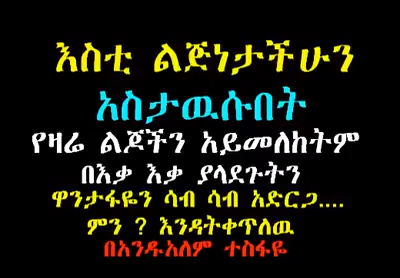 እስቲ ልጅነታችሁን
አስታዉሱበት
የዛሬ ልጆችን አይመለከትም
በእቃ እቃ ያላደጉትን
ዋንታፋዬን ሳብ ሳብ አድርጋ....
ምን ? እንዳትቀጥለዉ
በአንዱአለም ተስፋዬ